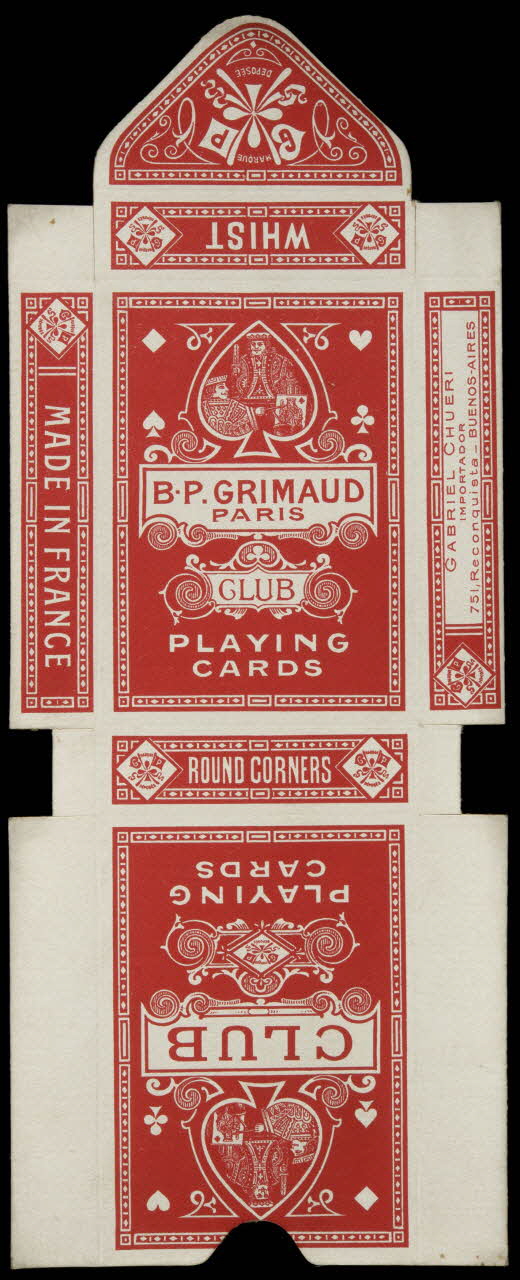 MARQUE
DEPOSÉE
G P
WHIST
MADE IN FRANCE
B·P. GRIMAUD
PARIS
CLUB
PLAYING
CARDS
GABRIEL CHUERI
IMPORTADOR
751, Reconquista _ BUENOS-AIRES
ROUND CORNERS
CLUB
PLAYING
CARDS